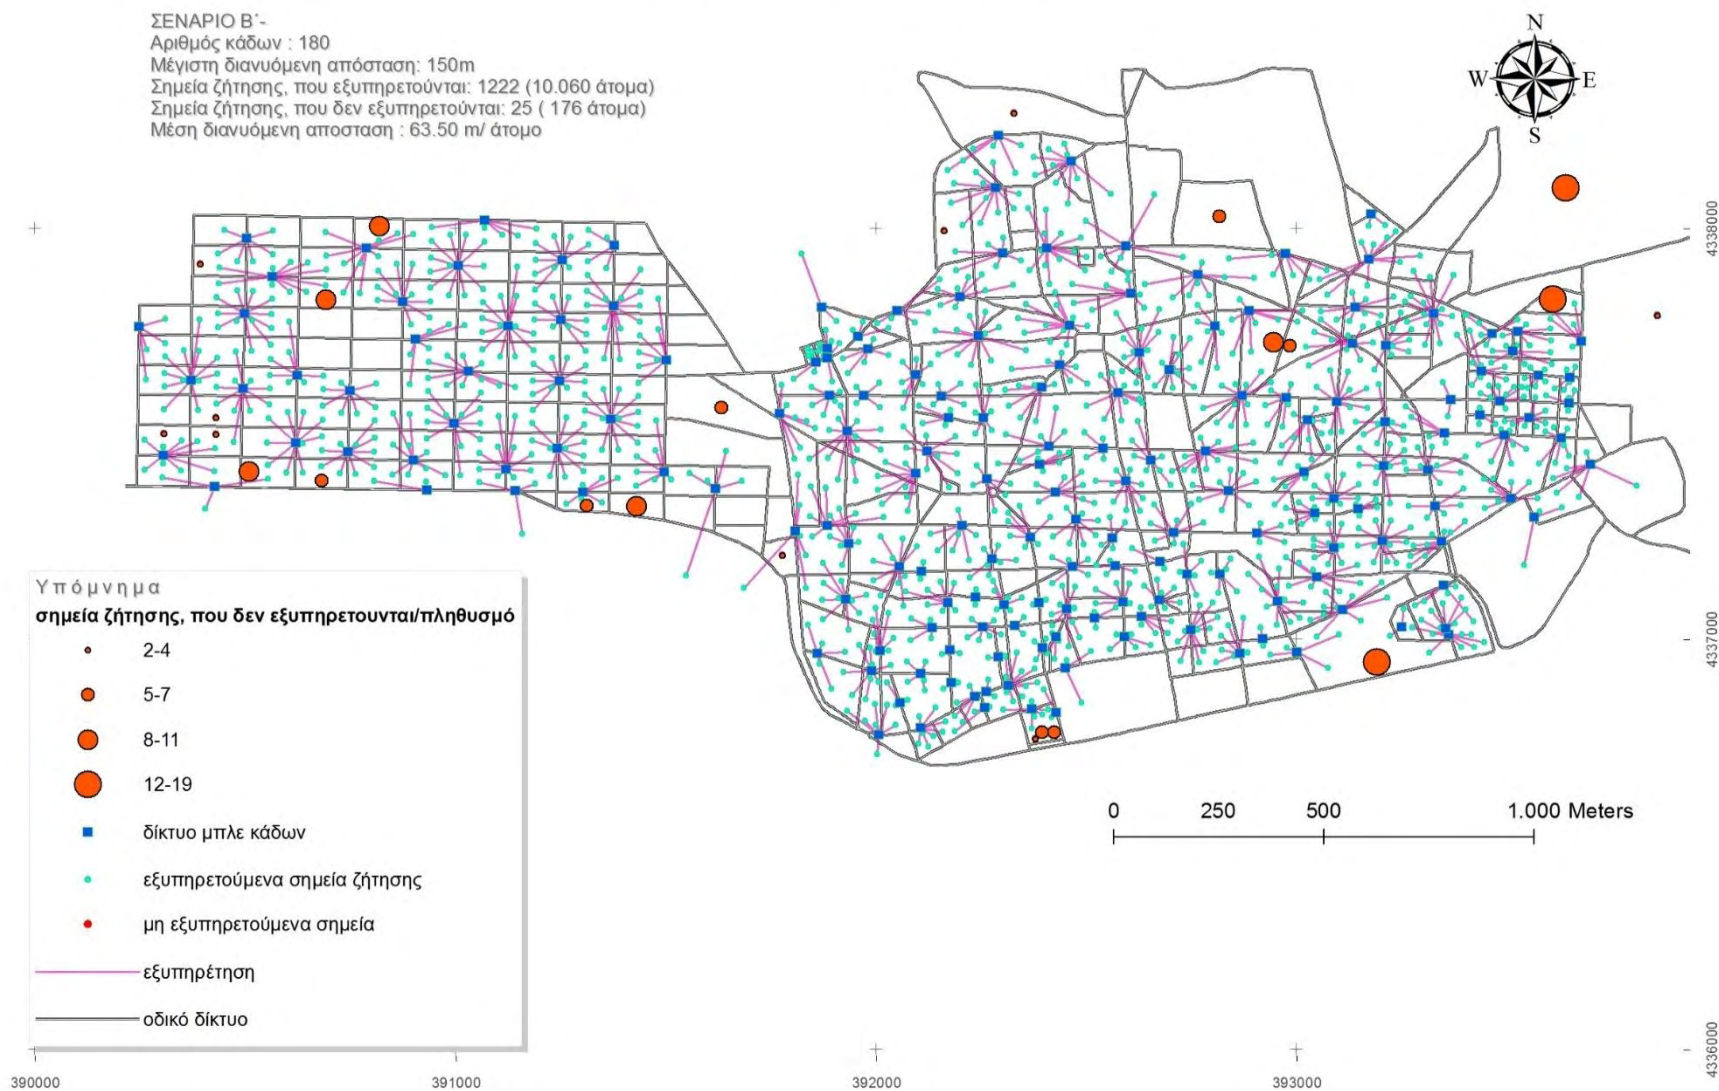 ΣΕΝΑΡΙΟ Β΄-
Αριθμός κάδων : 180
Μέγιστη διανυόμενη απόσταση: 150m
Σημεία ζήτησης, που εξυπηρετούνται: 1222 (10.060 άτομα)
Σημεία ζήτησης, που δεν εξυπηρετούνται: 25 ( 176 άτομα)
Μέση διανυόμενη αποσταση : 63.50 m/ άτομο
N
W
E
S
4338000
4337000
4336000
Υπόμνημα
σημεία ζήτησης, που δεν εξυπηρετουνται/πληθυσμό
2-4
5-7
8-11
12-19
δίκτυο μπλε κάδων
εξυπηρετούμενα σημεία ζήτησης
μη εξυπηρετούμενα σημεία
εξυπηρέτηση
οδικό δίκτυο
0 250 500 1.000 Meters
390000 391000 392000 393000